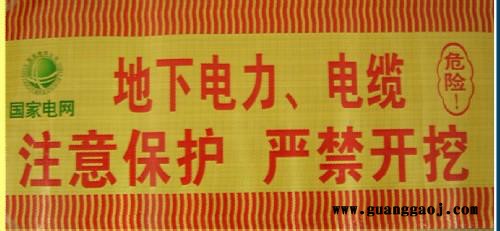 地下电力、电缆
危险！
国家电网
注意保护 严禁开挖
www.guanggaoj.com